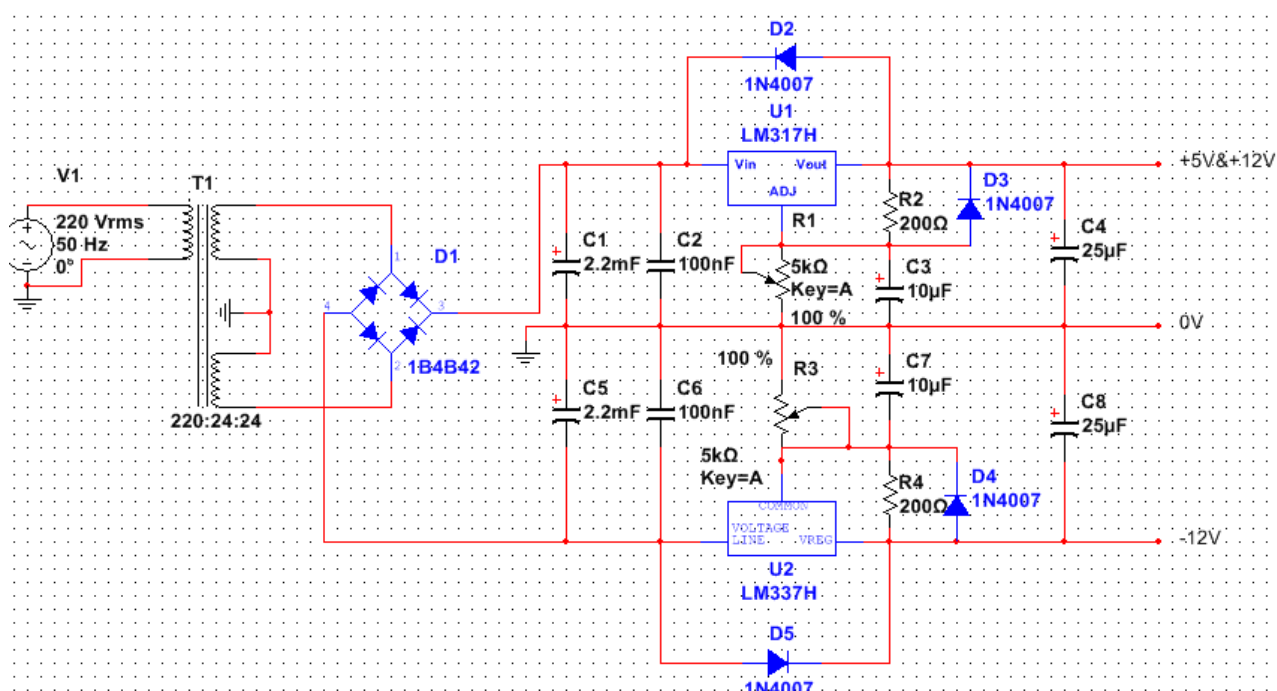 D2
1N4007
U1
LM317H
Vin
Vout
ADJ
+5V&+12V
V1
T1
220 Vrms
50 Hz
0°
D1
1
4
3
2
1B4B42
220:24:24
+
C1
2.2mF
C2
100nF
R1
5kΩ
Key=A
100 %
R2
200Ω
D3
1N4007
+
C3
10µF
+
C4
25µF
0V
+
C5
2.2mF
C6
100nF
100 %
R3
5kΩ
Key=A
+
C7
10µF
+
C8
25µF
R4
200Ω
D4
1N4007
COMMON
VOLTAGE
LINE
VREG
U2
LM337H
-12V
D5
1N4007